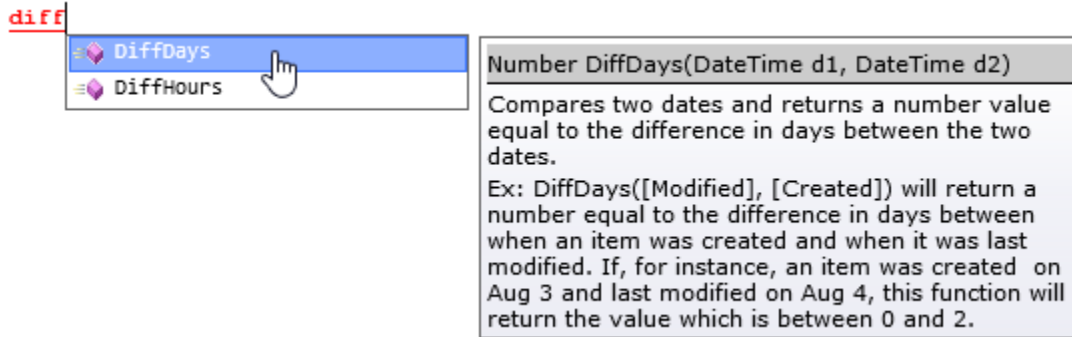 diff
DiffDays
DiffHours
Number DiffDays(DateTime d1, DateTime d2)
Compares two dates and returns a number value
equal to the difference in days between the two
dates.
Ex: DiffDays([Modified], [Created]) will return a
number equal to the difference in days between
when an item was created and when it was last
modified. If, for instance, an item was created  on
Aug 3 and last modified on Aug 4, this function will
return the value which is between 0 and 2.